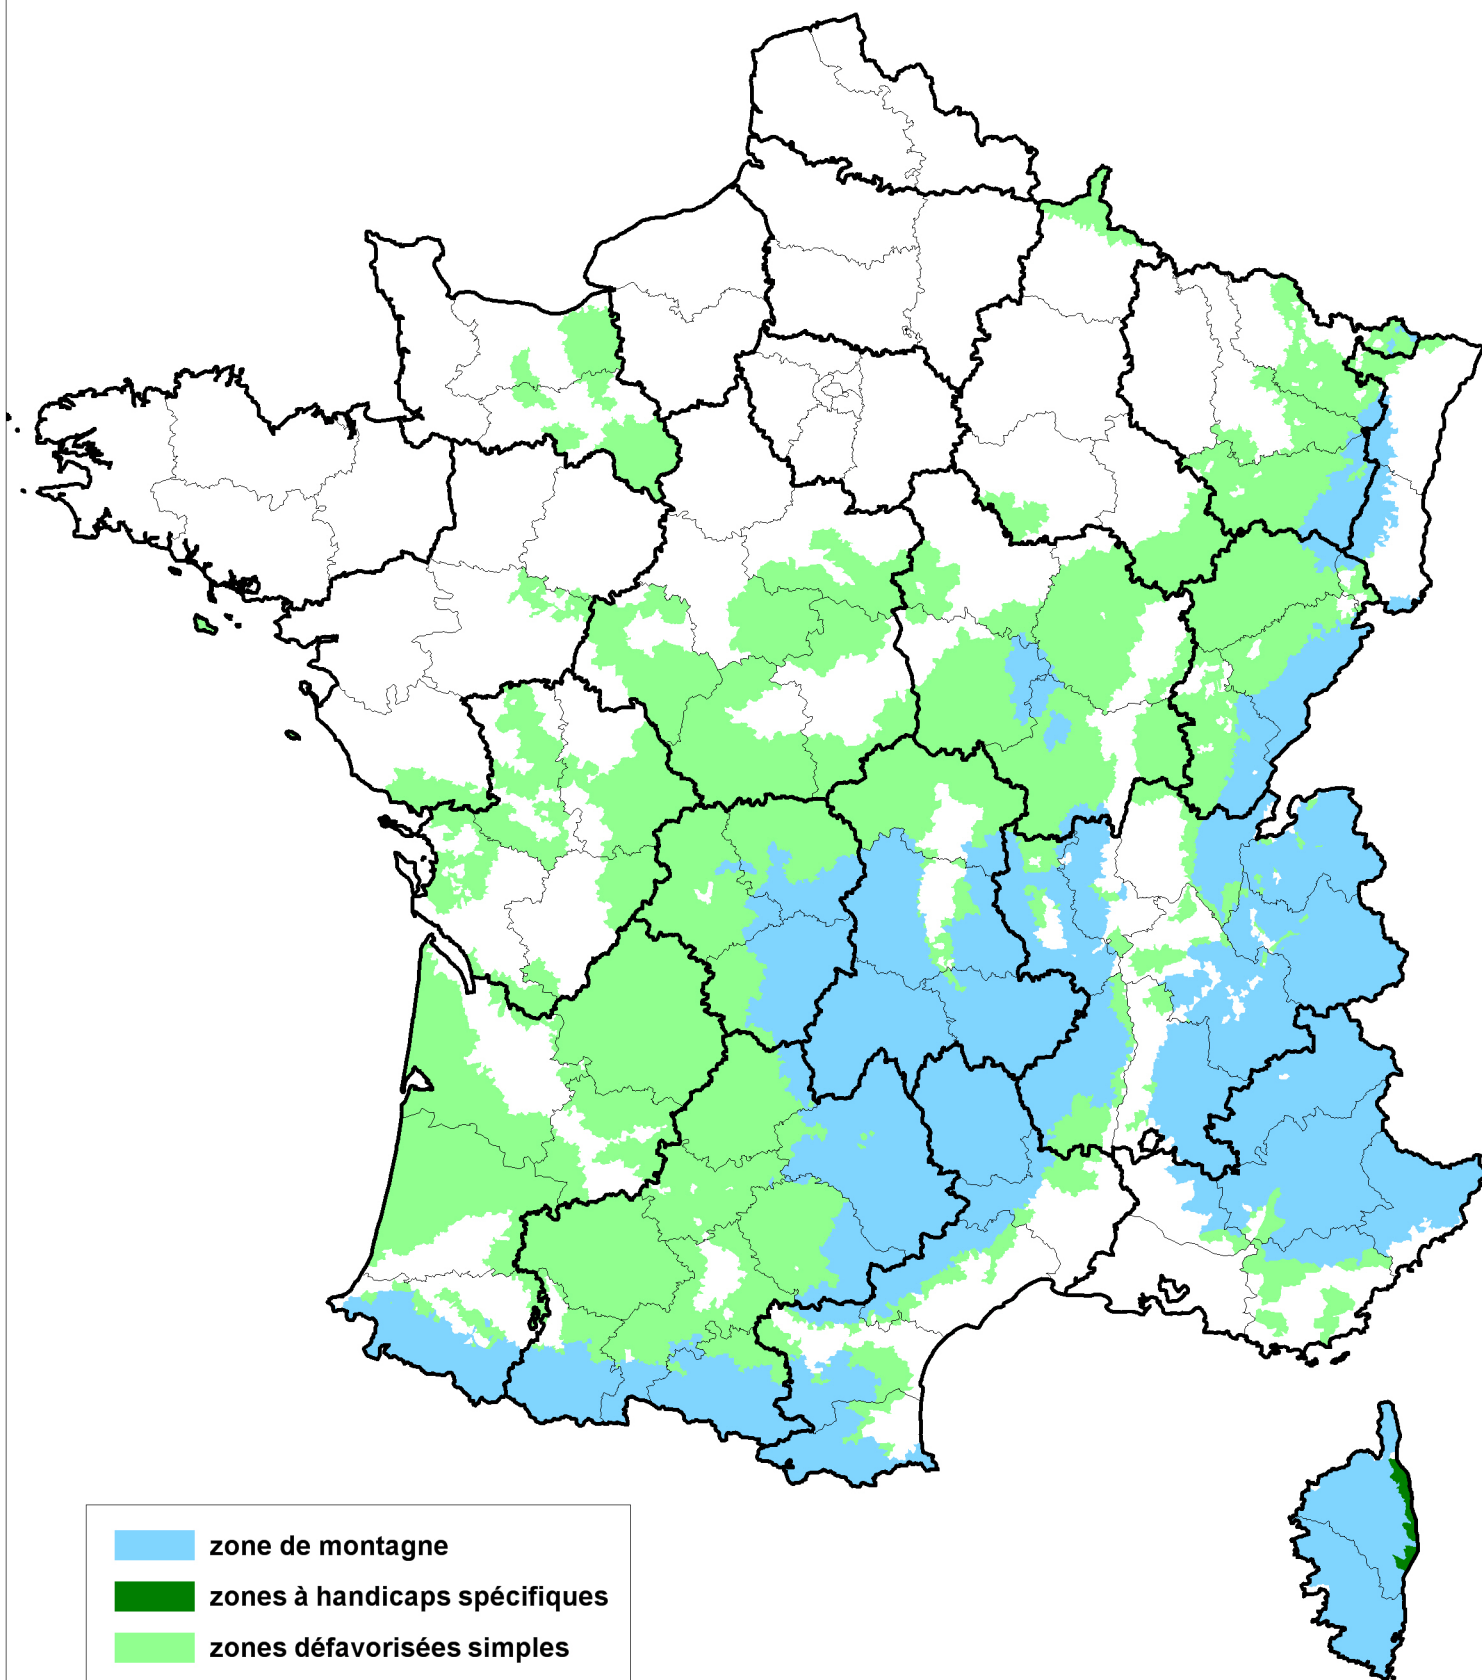 zone de montagne
zones à handicaps spécifiques
zones défavorisées simples